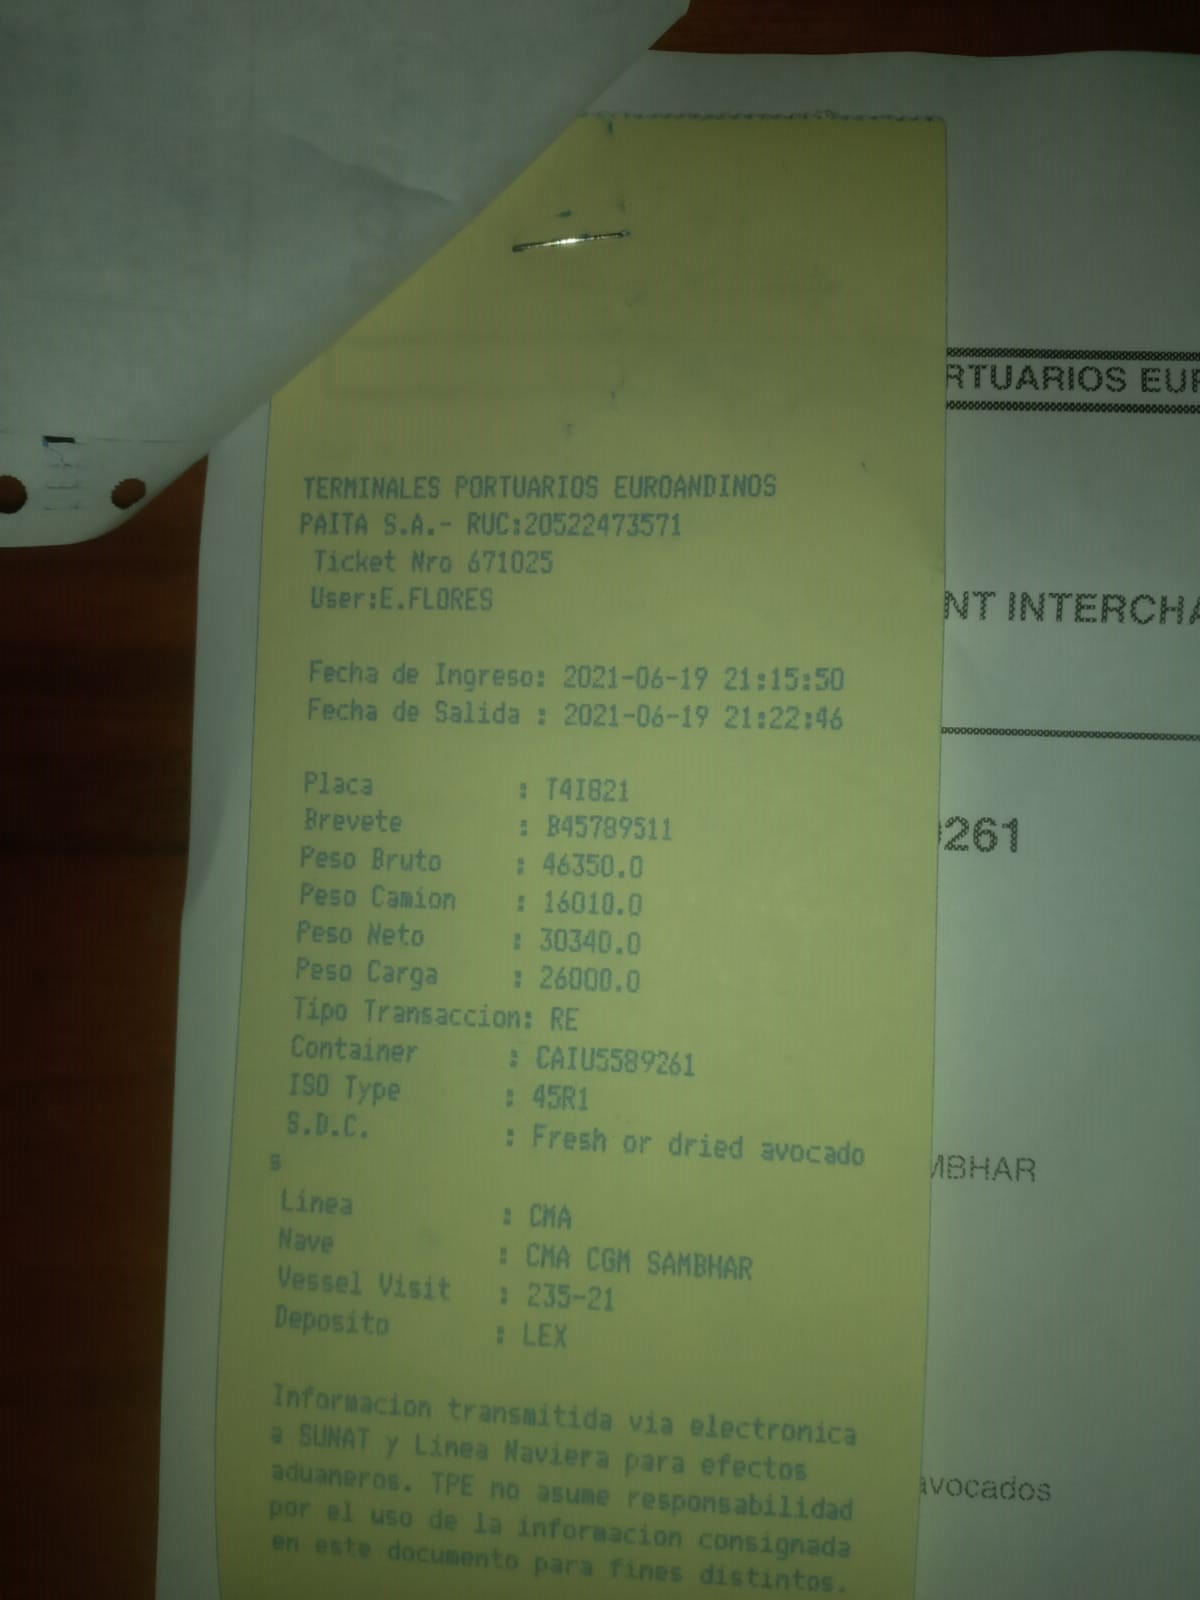 TERMINALES PORTUARIOS EUROANDINOS
PAITA S.A.- RUC:20522473571
Ticket Nro 671025
User:E.FLORES
Fecha de Ingreso: 2021-06-19 21:15:50
Fecha de Salida : 2021-06-19 21:22:46
Placa : T4I821
Brevete : B45789511
Peso Bruto : 46350.0
Peso Camion : 16010.0
Peso Neto : 30340.0
Peso Carga : 26000.0
Tipo Transaccion: RE
Container : CAIU5589261
ISO Type : 45R1
S.D.C. : Fresh or dried avocado
s
Linea : CMA
Nave : CMA CGM SAMBHAR
Vessel Visit : 235-21
Deposito : LEX
Informacion transmitida via electronica
a SUNAT y Linea Naviera para efectos
aduaneros. TPE no asume responsabilidad
por el uso de la informacion consignada
en este documento para fines distintos.
RTUARIOS EUR
NT INTERCHA
261
MBHAR
avocados